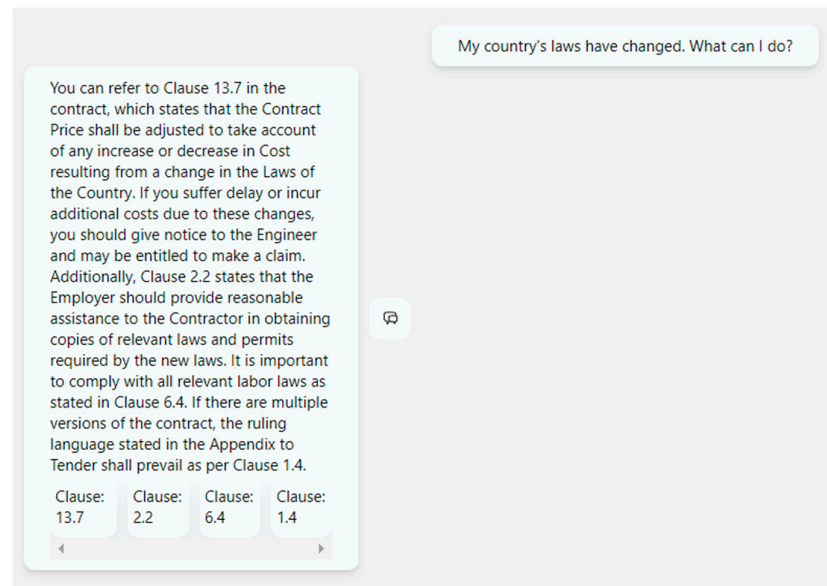 My country's laws have changed. What can I do?
You can refer to Clause 13.7 in the
contract, which states that the Contract
Price shall be adjusted to take account
of any increase or decrease in Cost
resulting from a change in the Laws of
the Country. If you suffer delay or incur
additional costs due to these changes,
you should give notice to the Engineer
and may be entitled to make a claim.
Additionally, Clause 2.2 states that the
Employer should provide reasonable
assistance to the Contractor in obtaining
copies of relevant laws and permits
required by the new laws. It is important
to comply with all relevant labor laws as
stated in Clause 6.4. If there are multiple
versions of the contract, the ruling
language stated in the Appendix to
Tender shall prevail as per Clause 1.4.
Clause: Clause: Clause: Clause:
13.7 2.2 6.4 1.4